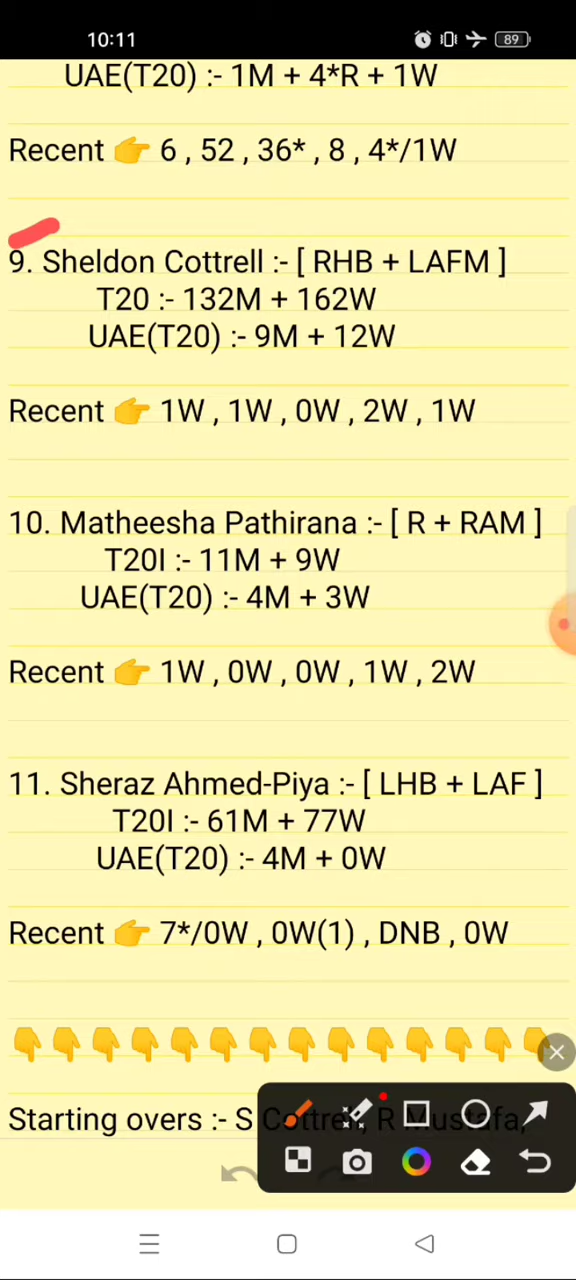 10:11
89
UAE(T20) :- 1M + 4*R + 1W
Recent 👉 6 , 52 , 36* , 8 , 4*/1W
9. Sheldon Cottrell :- [ RHB + LAFM ]
T20 :- 132M + 162W
UAE(T20) :- 9M + 12W
Recent 👉 1W , 1W , 0W , 2W , 1W
10. Matheesha Pathirana :- [ R + RAM ]
T20I :- 11M + 9W
UAE(T20) :- 4M + 3W
Recent 👉 1W , 0W , 0W , 1W , 2W
11. Sheraz Ahmed-Piya :- [ LHB + LAF ]
T20I :- 61M + 77W
UAE(T20) :- 4M + 0W
Recent 👉 7*/0W , 0W(1) , DNB , 0W
👇👇👇👇👇👇👇👇👇👇👇👇👇👇
Starting overs :- S Cottrell, R Mustafa,